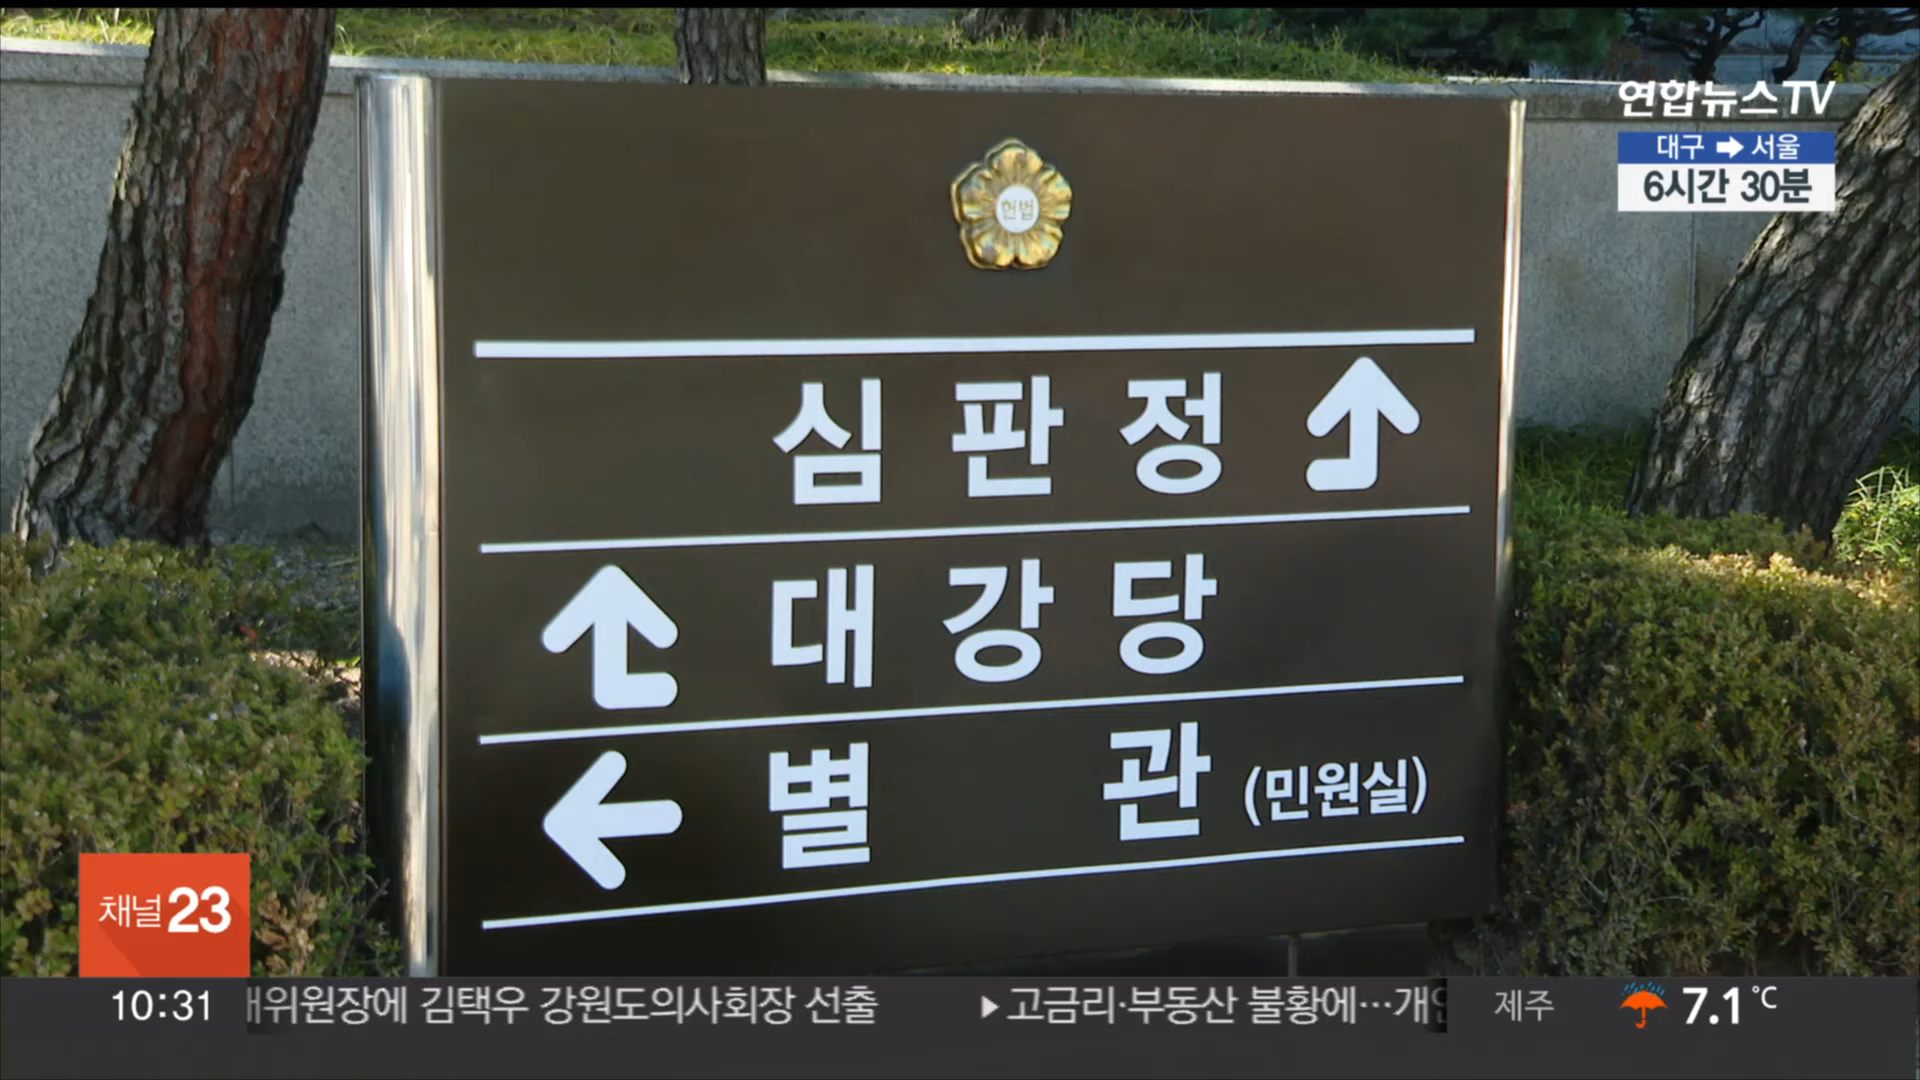 연합뉴스TV
대구 ➡ 서울
6시간 30분
헌법
심판정
대강당
별관 (민원실)
채널 23
10:31 위원장에 김택우 강원도의사회장 선출 ▶고금리·부동산 불황에…개인 제주 7.1℃